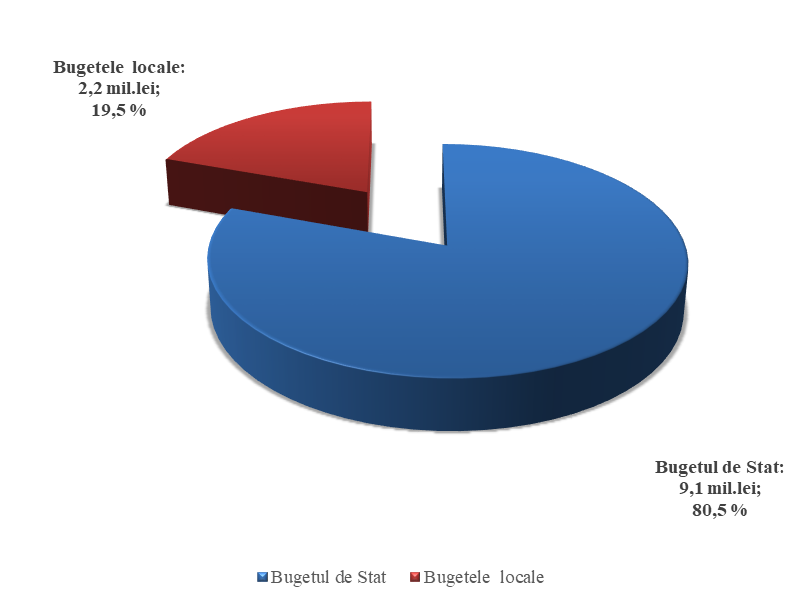 Bugetele locale:
2,2 mil.lei;
19,5 %
Bugetul de Stat:
9,1 mil.lei;
80,5 %
Bugetul de Stat
Bugetele locale